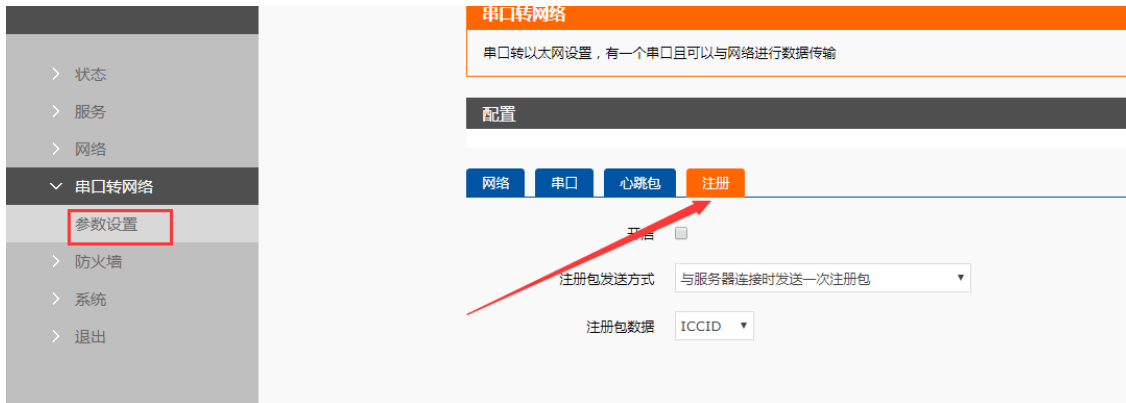 串口转网络
串口转以太网设置，有一个串口且可以与网络进行数据传输
状态
服务
网络
串口转网络
参数设置
防火墙
系统
退出
配置
网络 串口 心跳包 注册
开启
注册包发送方式 与服务器连接时发送一次注册包
注册包数据 ICCID